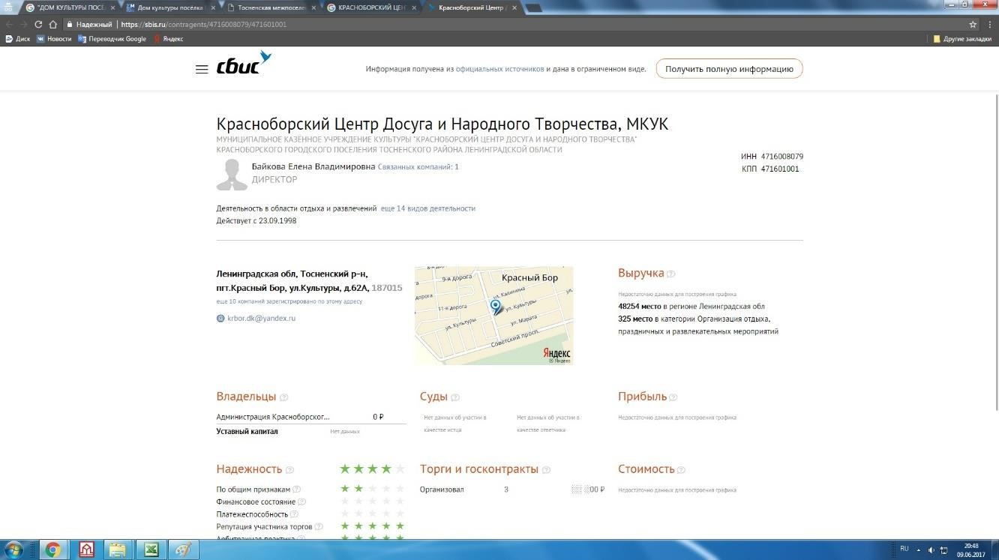 "ДОМ КУЛЬТУРЫ ПОСЁ
Дом культуры посёлка
Тосненская межпоселе
КРАСНОБОРСКИЙ ЦЕН
Красноборский Центр Д
Надежный
https://sbis.ru/contragents/4716008079/471601001
Диск
Новости
Переводчик Google
Яндекс
Другие закладки
сбис
Информация получена из официальных источников и дана в ограниченном виде.
Получить полную информацию
Красноборский Центр Досуга и Народного Творчества, МКУК
МУНИЦИПАЛЬНОЕ КАЗЁННОЕ УЧРЕЖДЕНИЕ КУЛЬТУРЫ "КРАСНОБОРСКИЙ ЦЕНТР ДОСУГА И НАРОДНОГО ТВОРЧЕСТВА"
КРАСНОБОРСКОГО ГОРОДСКОГО ПОСЕЛЕНИЯ ТОСНЕНСКОГО РАЙОНА ЛЕНИНГРАДСКОЙ ОБЛАСТИ
ИНН 4716008079
КПП 471601001
Байкова Елена Владимировна Связанных компаний: 1
ДИРЕКТОР
Деятельность в области отдыха и развлечений еще 14 видов деятельности
Действует с 23.09.1998
Ленинградская обл, Тосненский р-н,
пгт.Красный Бор, ул.Культуры, д.62А, 187015
еще 10 компаний зарегистрировано по этому адресу
krbor.dk@yandex.ru
8-я дорога
9-я дорога
Красный Бор
дорога
11-я дорога
ул. Калинина
ул.
ул. Культуры
ул. Культуры
ул. Марата
Советский просп.
Яндекс
© Яндекс
Выручка
Недостаточно данных для построения графика
48254 место в регионе Ленинградская обл
325 место в категории Организация отдыха,
праздничных и развлекательных мероприятий
Владельцы
Администрация Красноборског... 0 ₽
Уставный капитал Нет данных
Суды
Нет данных об участии в
качестве истца
Нет данных об участии в
качестве ответчика
Прибыль
Недостаточно данных для построения графика
Надежность
По общим признакам
Финансовое состояние
Платежеспособность
Репутация участника торгов
Арбитражная практика
Торги и госконтракты
Организовал 3 00 ₽
Стоимость
Недостаточно данных для построения графика
RU
20:48
09.06.2017